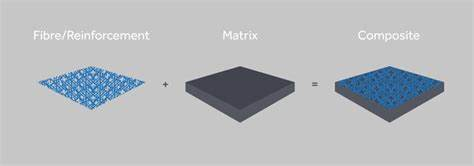 Fibre/Reinforcement Matrix Composite
+ =